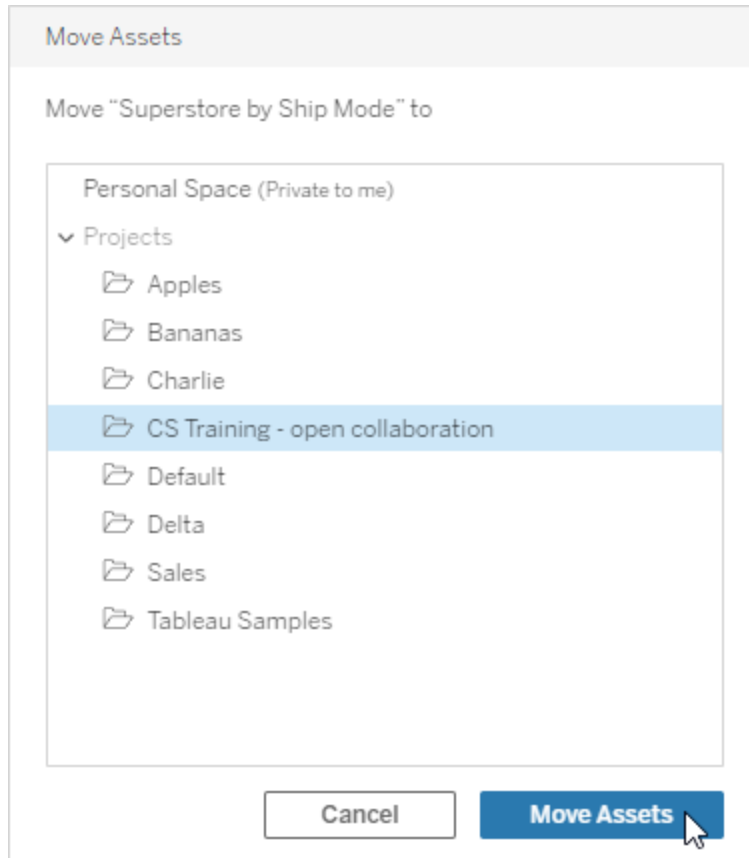 Move Assets
Move “Superstore by Ship Mode” to
Personal Space (Private to me)
Projects
Apples
Bananas
Charlie
CS Training - open collaboration
Default
Delta
Sales
Tableau Samples
Cancel Move Assets